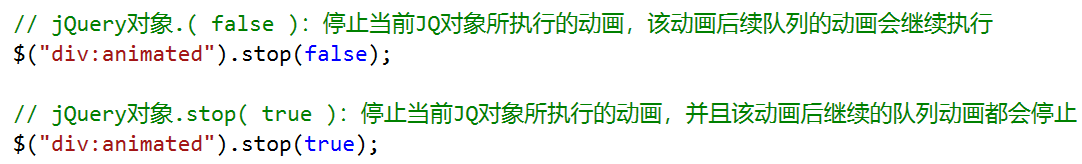 // jQuery对象.( false ): 停止当前JQ对象所执行的动画，该动画后续队列的动画会继续执行
$("div:animated").stop(false);
// jQuery对象.stop( true ): 停止当前JQ对象所执行的动画，并且该动画后继续的队列动画都会停止
$("div:animated").stop(true);